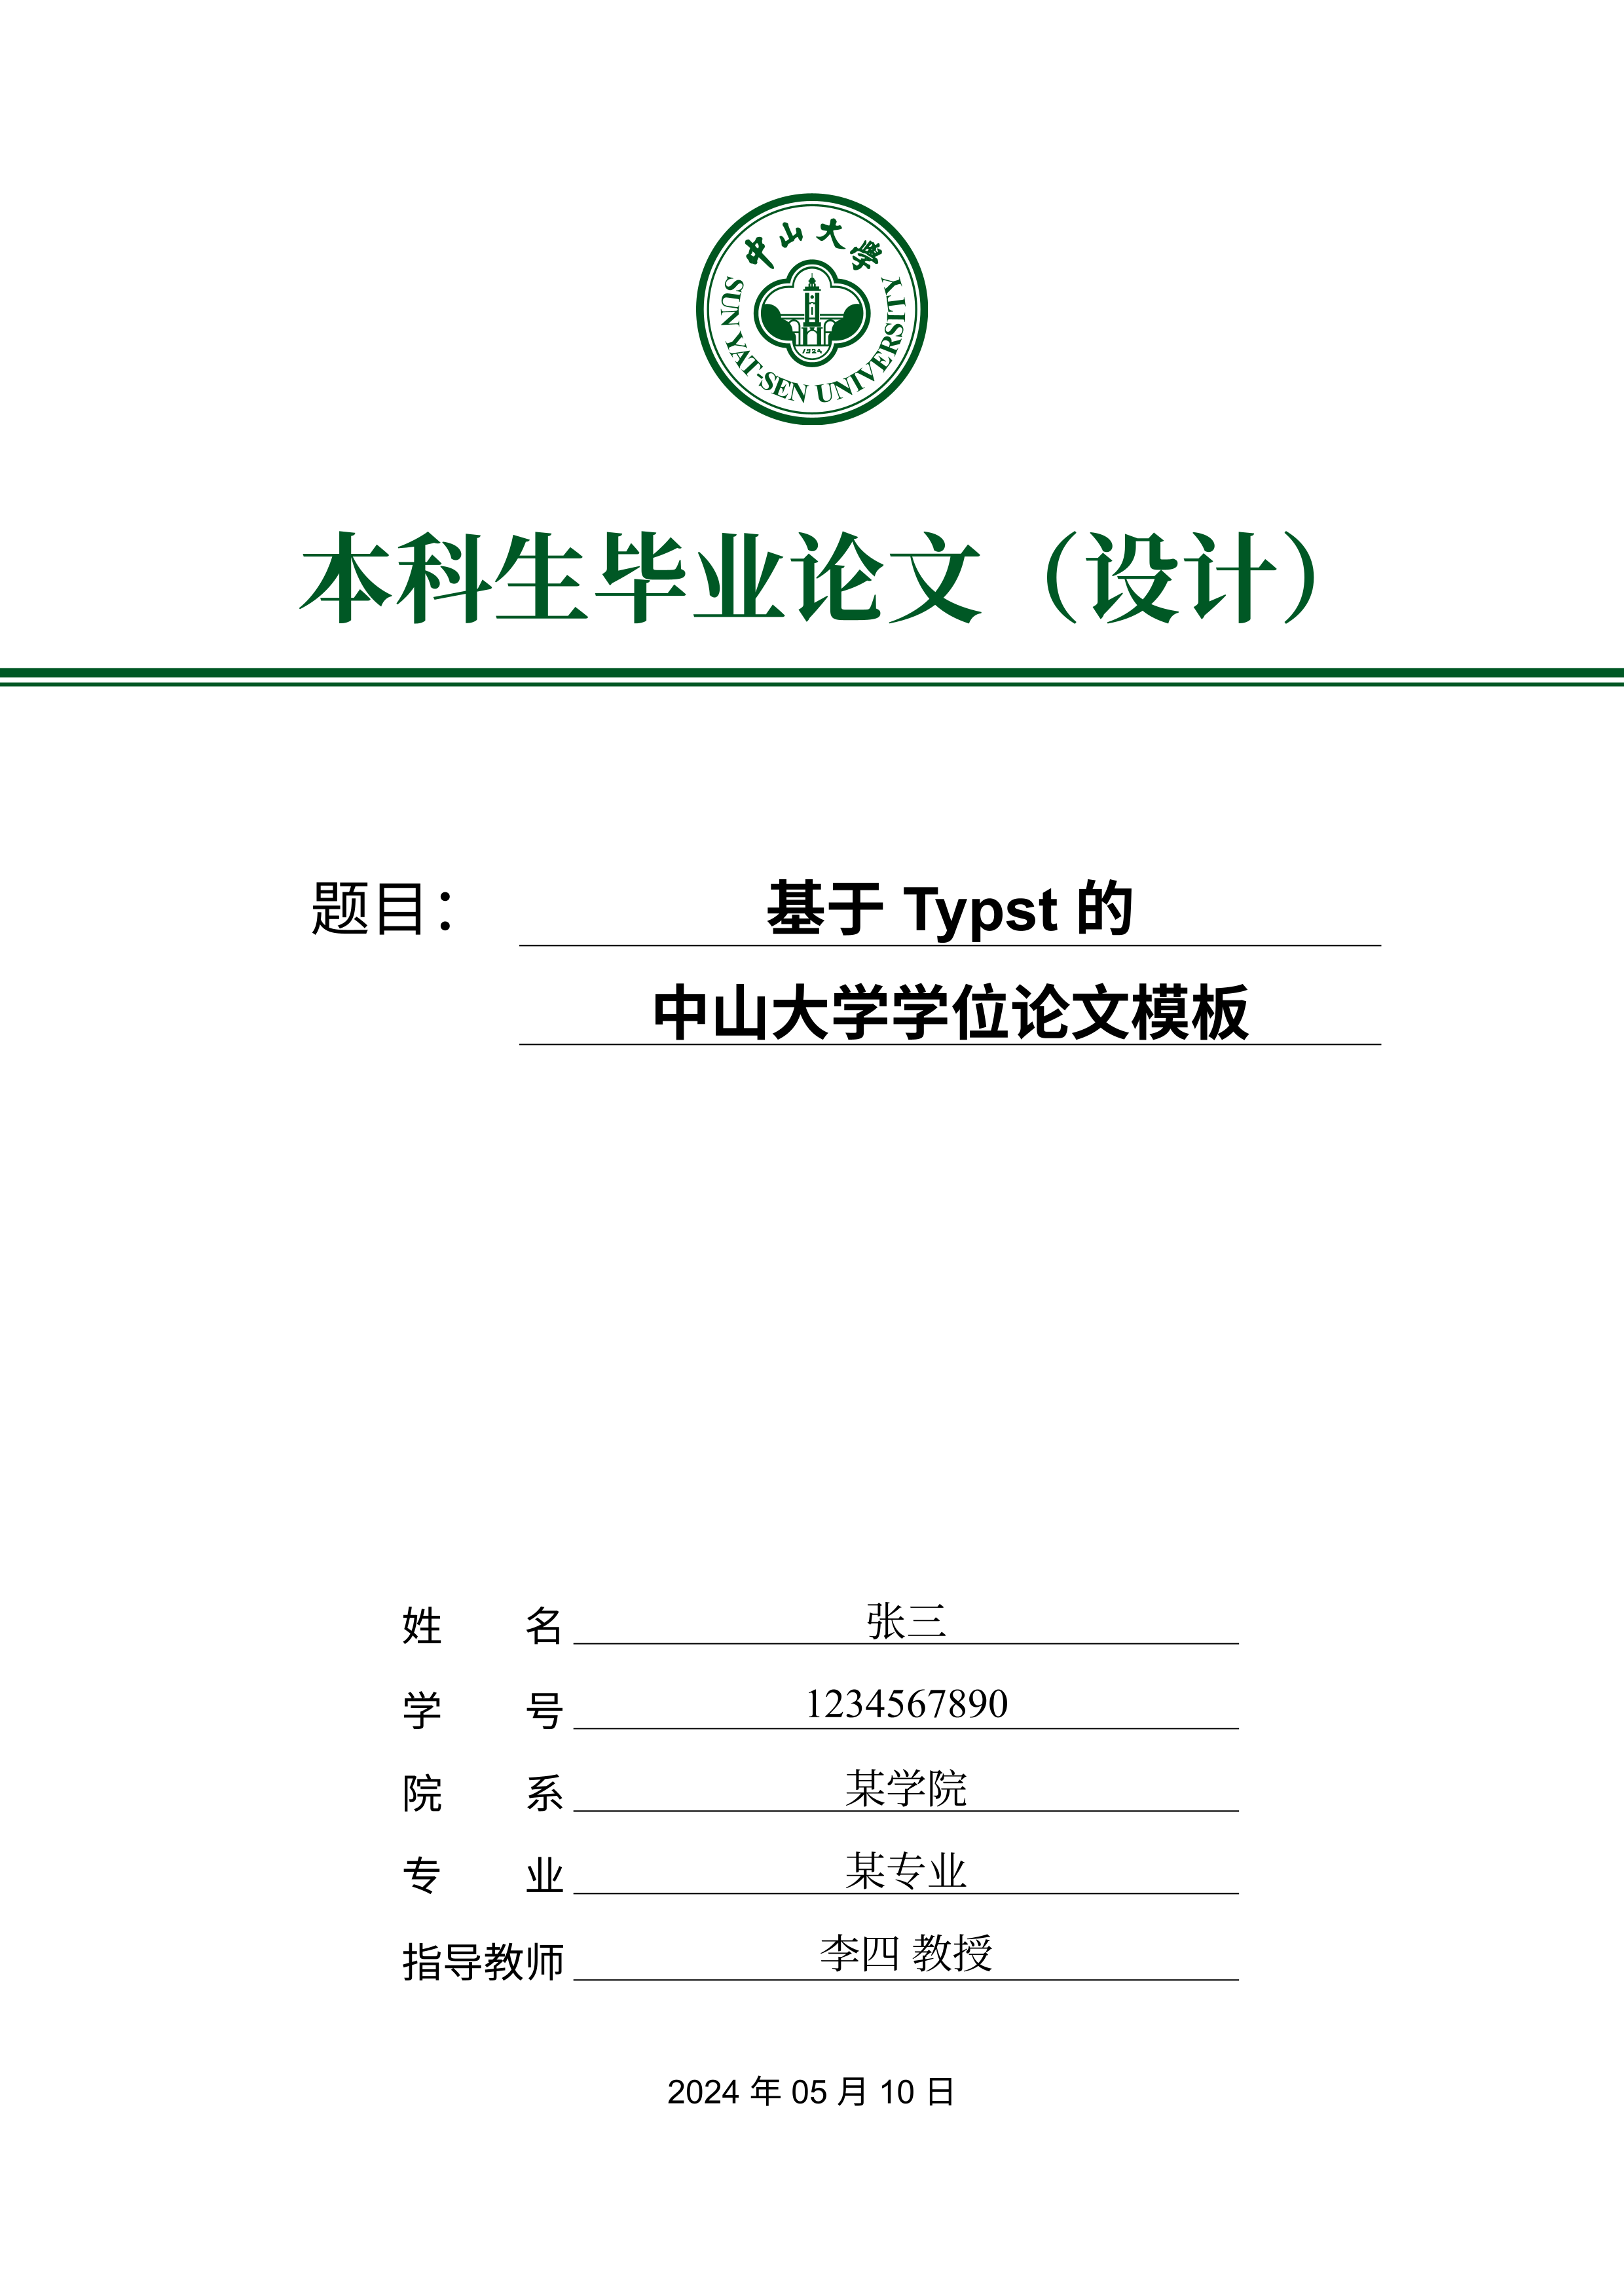 中山大學
SUN YAT-SEN UNIVERSITY
1924
本科生毕业论文（设计）
题目： 基于 Typst 的
中山大学学位论文模板
姓 名 张三
学 号 1234567890
院 系 某学院
专 业 某专业
指导教师 李四 教授
2024 年 05 月 10 日